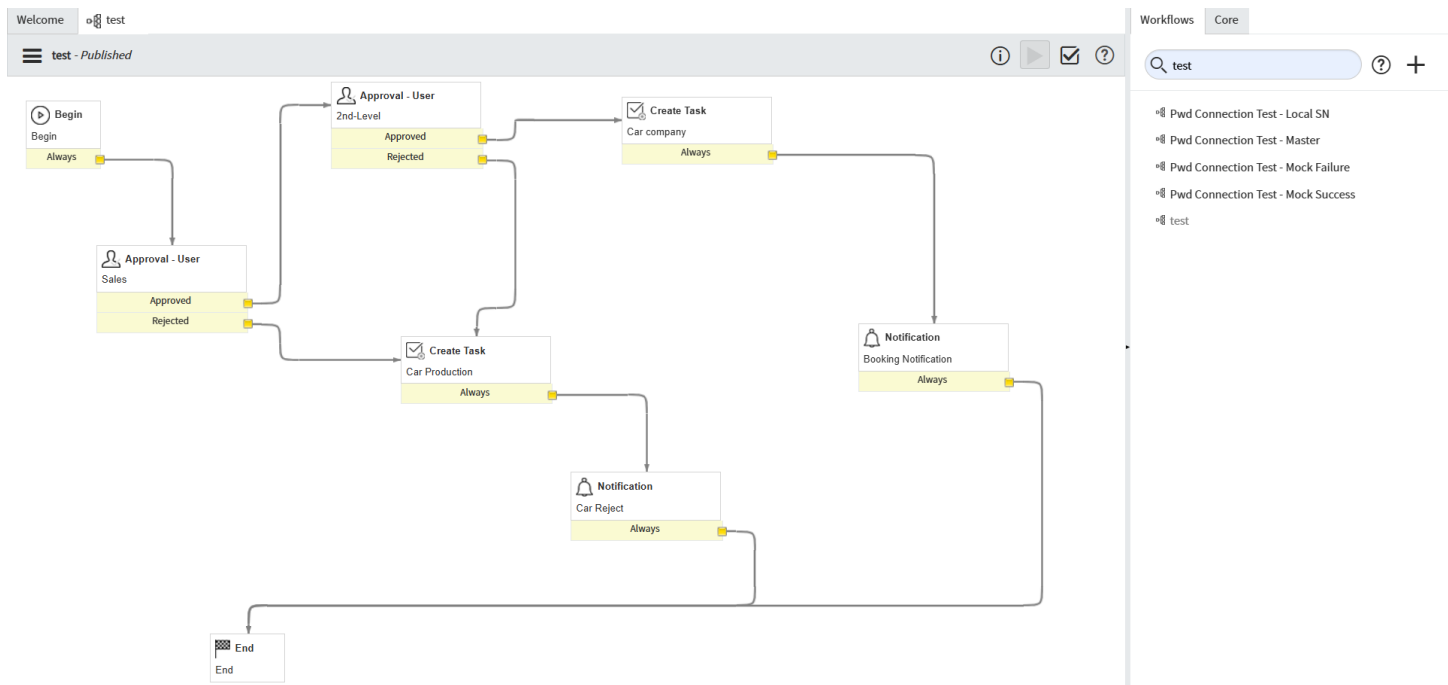 Welcome
test
Workflows
Core
test - Published
test
Begin
Begin
Always
Approval - User
2nd-Level
Approved
Rejected
Create Task
Car company
Always
Pwd Connection Test - Local SN
Pwd Connection Test - Master
Pwd Connection Test - Mock Failure
Pwd Connection Test - Mock Success
test
Approval - User
Sales
Approved
Rejected
Create Task
Car Production
Always
Notification
Booking Notification
Always
Notification
Car Reject
Always
End
End